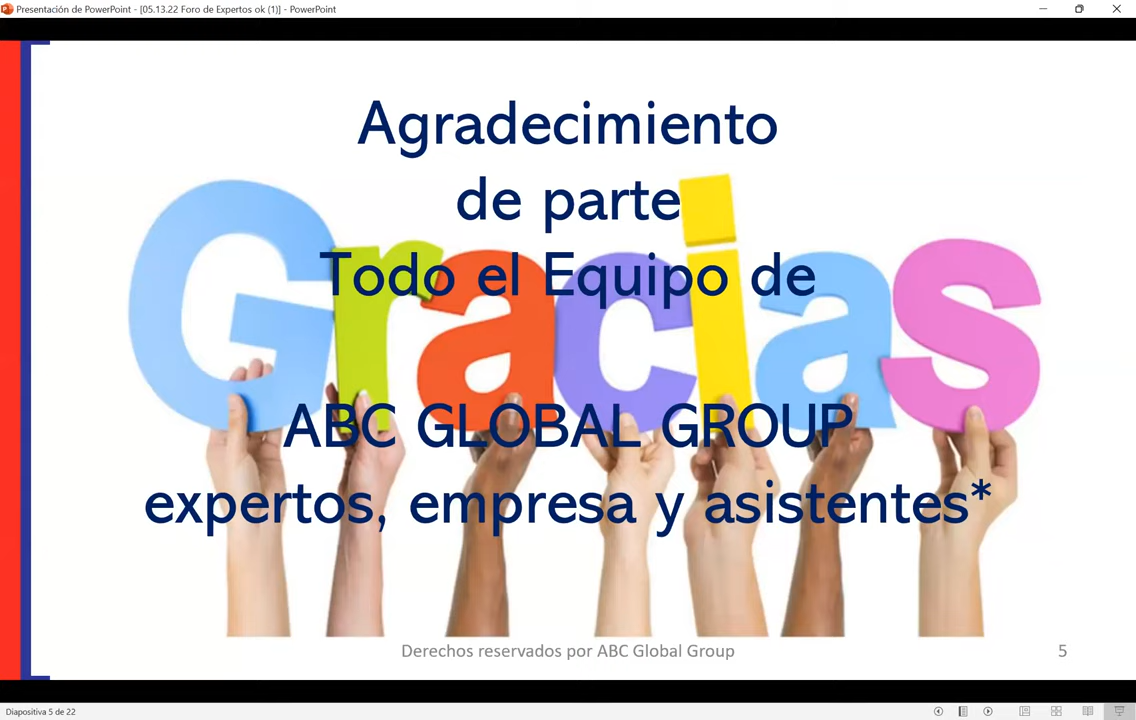 Presentación de PowerPoint - [05.13.22 Foro de Expertos ok (1)] - PowerPoint
Agradecimiento
de parte
Todo el Equipo de
Gracias
ABC GLOBAL GROUP
expertos, empresa y asistentes*
Derechos reservados por ABC Global Group
5
Diapositiva 5 de 22